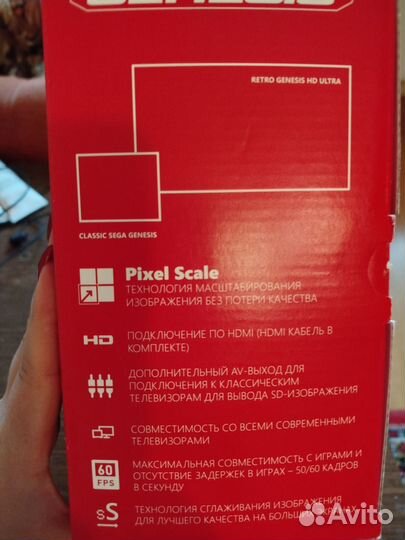 GENESIS
RETRO GENESIS HD ULTRA
CLASSIC SEGA GENESIS
Pixel Scale
ТЕХНОЛОГИЯ МАСШТАБИРОВАНИЯ
ИЗОБРАЖЕНИЯ БЕЗ ПОТЕРИ КАЧЕСТВА
HD
ПОДКЛЮЧЕНИЕ ПО HDMI (HDMI КАБЕЛЬ В
КОМПЛЕКТЕ)
ДОПОЛНИТЕЛЬНЫЙ AV-ВЫХОД ДЛЯ
ПОДКЛЮЧЕНИЯ К КЛАССИЧЕСКИМ
ТЕЛЕВИЗОРАМ ДЛЯ ВЫВОДА SD-ИЗОБРАЖЕНИЯ
СОВМЕСТИМОСТЬ СО ВСЕМИ СОВРЕМЕННЫМИ
ТЕЛЕВИЗОРАМИ
60
FPS
МАКСИМАЛЬНАЯ СОВМЕСТИМОСТЬ С ИГРАМИ И
ОТСУТСТВИЕ ЗАДЕРЖЕК В ИГРАХ – 50/60 КАДРОВ
В СЕКУНДУ
sS
ТЕХНОЛОГИЯ СГЛАЖИВАНИЯ ИЗОБРАЖЕНИЯ
ДЛЯ ЛУЧШЕГО КАЧЕСТВА НА БОЛЬШИХ ЭКРАНАХ
Avito